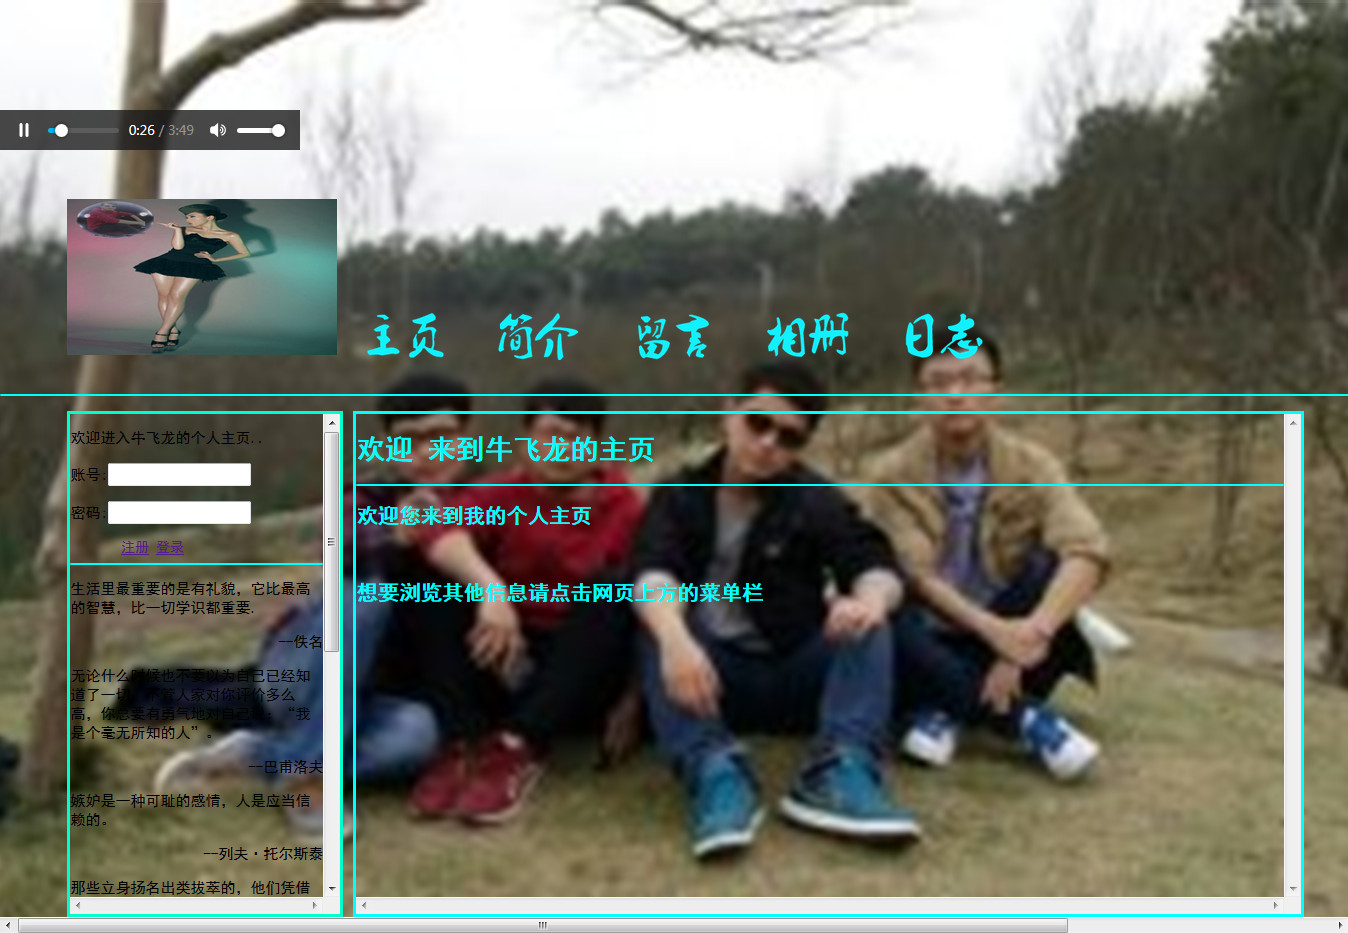 0:26 / 3:49
主页 简介 留言 相册 日志
欢迎进入牛飞龙的个人主页. .
账号:
密码:
注册 登录
生活里最重要的是有礼貌，它比最高
的智慧，比一切学识都重要.
--佚名
无论什么时候也不要以为自己已经知
道了一切，不管人家对你评价多么
高，你总要有勇气地对自己说：“我
是个毫无所知的人”。
--巴甫洛夫
嫉妒是一种可耻的感情，人是应当信
赖的。
--列夫·托尔斯泰
那些立身扬名出类拔萃的，他们凭借
欢迎 来到牛飞龙的主页
欢迎您来到我的个人主页
想要浏览其他信息请点击网页上方的菜单栏